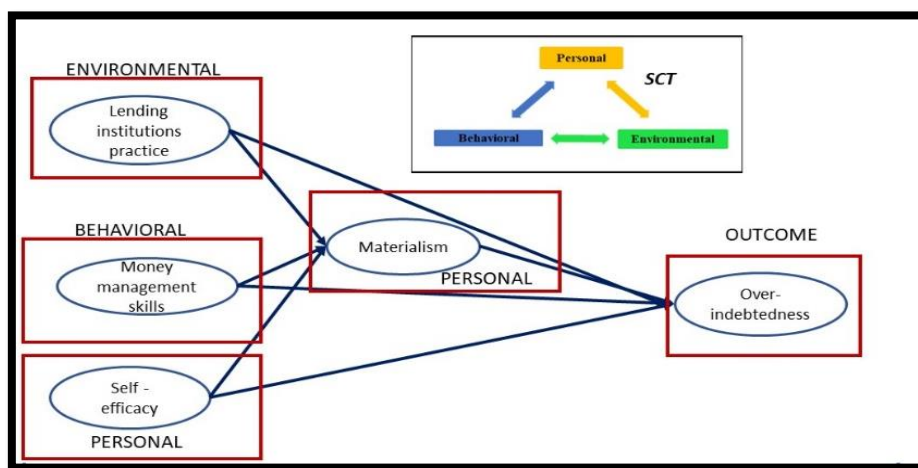 ENVIRONMENTAL
Lending
institutions
practice
Personal
SCT
Behavioral
Environmental
BEHAVIORAL
Money
management
skills
Materialism
PERSONAL
OUTCOME
Over-
indebtedness
Self -
efficacy
PERSONAL